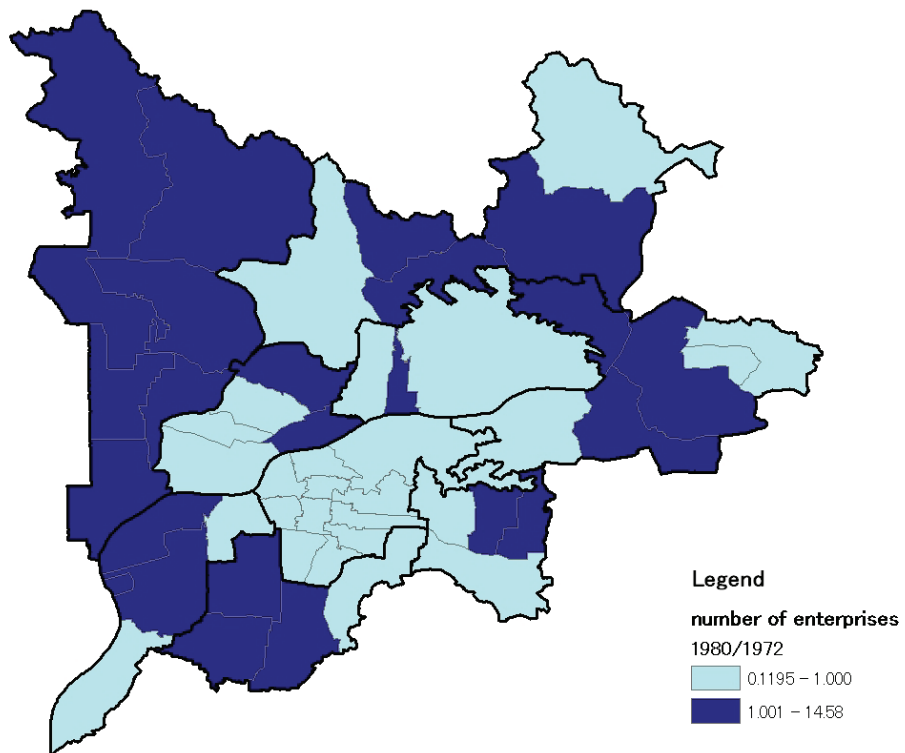 Legend
number of enterprises
1980/1972
0.1195 – 1.000
1.001 – 14.58